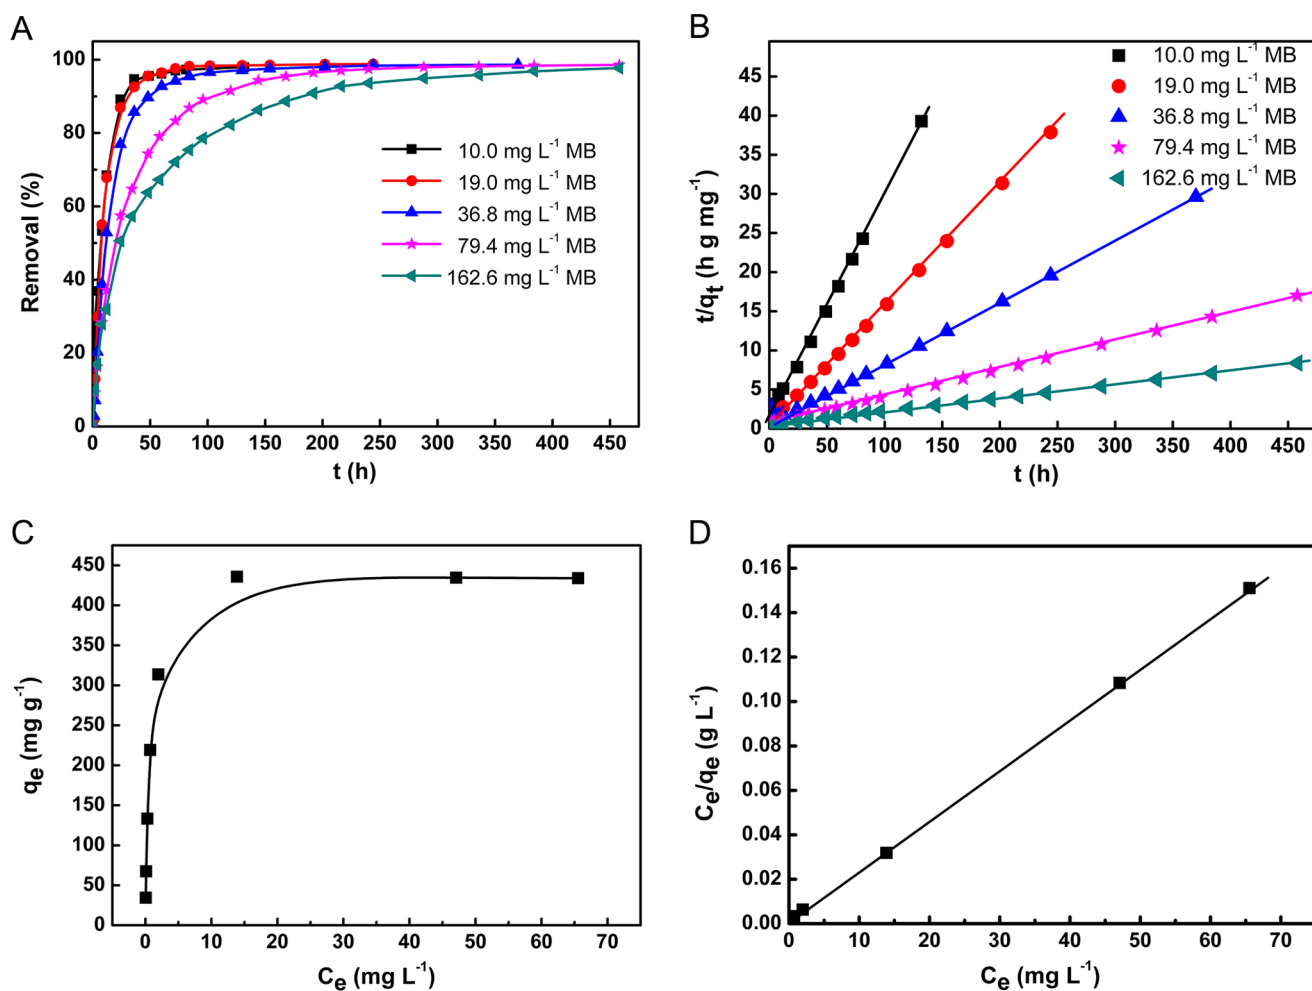 A
100
80
60
40
20
0
Removal (%)
10.0 mg L⁻¹ MB
19.0 mg L⁻¹ MB
36.8 mg L⁻¹ MB
79.4 mg L⁻¹ MB
162.6 mg L⁻¹ MB
0 50 100 150 200 250 300 350 400 450
t (h)
B
45
40
35
30
25
20
15
10
5
0
t/qt (h g mg⁻¹)
10.0 mg L⁻¹ MB
19.0 mg L⁻¹ MB
36.8 mg L⁻¹ MB
79.4 mg L⁻¹ MB
162.6 mg L⁻¹ MB
0 50 100 150 200 250 300 350 400 450
t (h)
C
450
400
350
300
250
200
150
100
50
0
qe (mg g⁻¹)
0 10 20 30 40 50 60 70
Ce (mg L⁻¹)
D
0.16
0.14
0.12
0.10
0.08
0.06
0.04
0.02
0.00
Ce/qe (g L⁻¹)
0 10 20 30 40 50 60 70
Ce (mg L⁻¹)